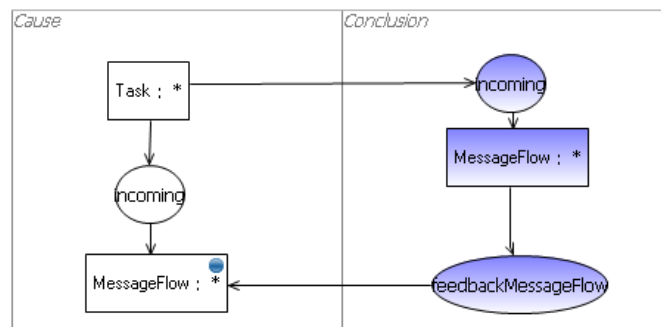 Cause
Conclusion
Task : *
incoming
incoming
MessageFlow : *
MessageFlow : *
feedbackMessageFlow